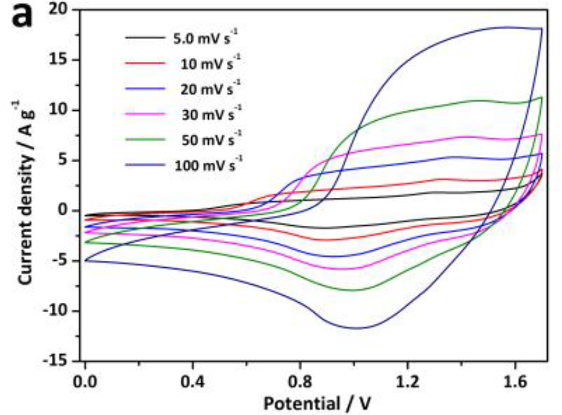 a
20
15
10
5
0
-5
-10
-15
Current density / A g⁻¹
5.0 mV s⁻¹
10 mV s⁻¹
20 mV s⁻¹
30 mV s⁻¹
50 mV s⁻¹
100 mV s⁻¹
0.0 0.4 0.8 1.2 1.6
Potential / V